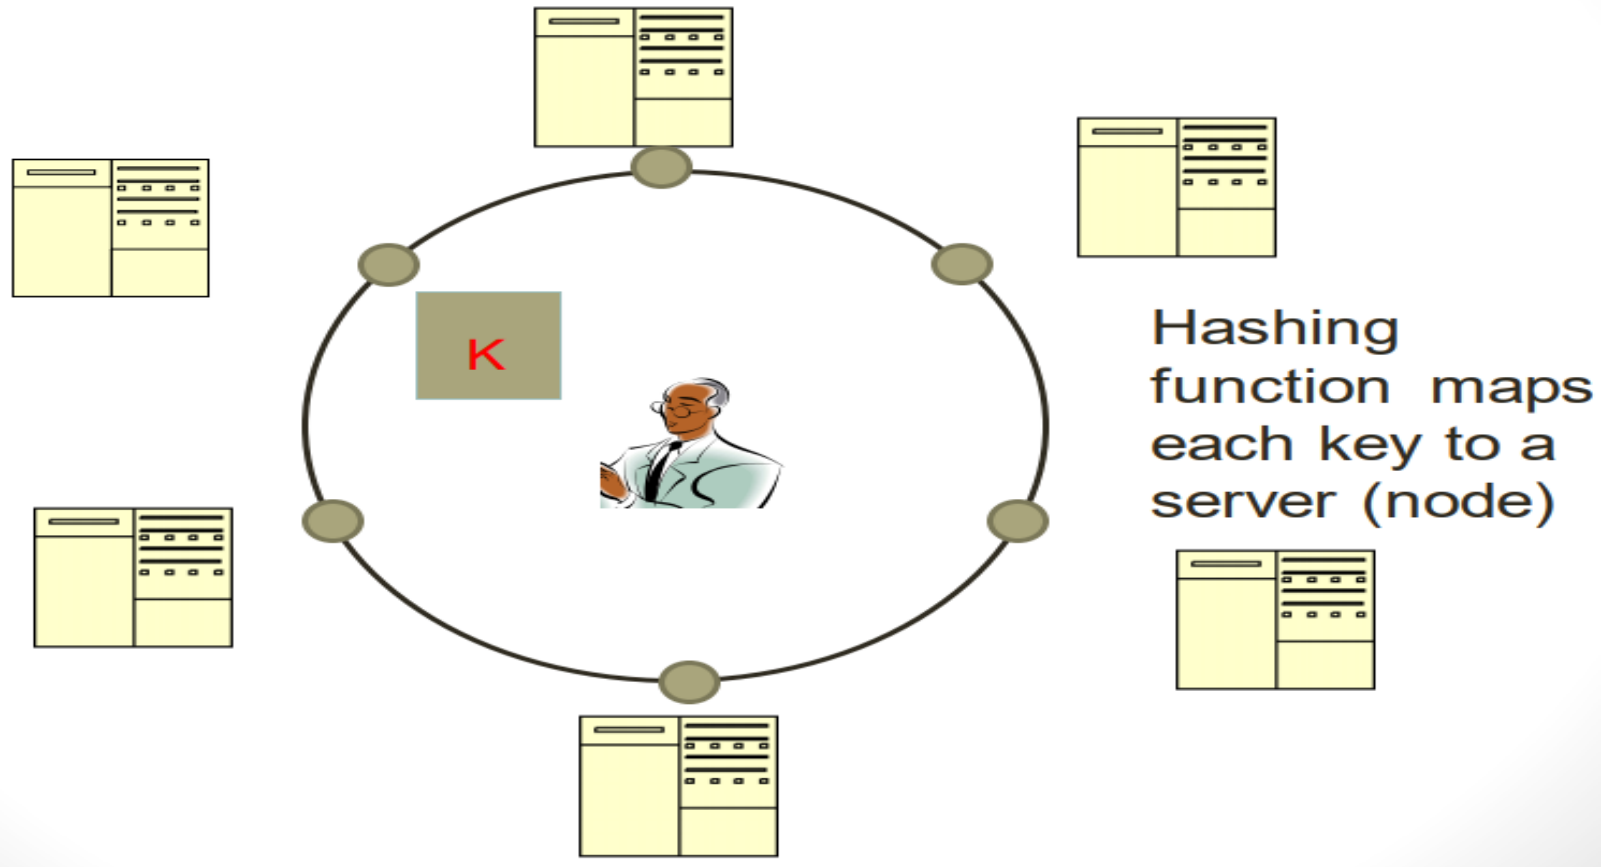 K
Hashing
function maps
each key to a
server (node)